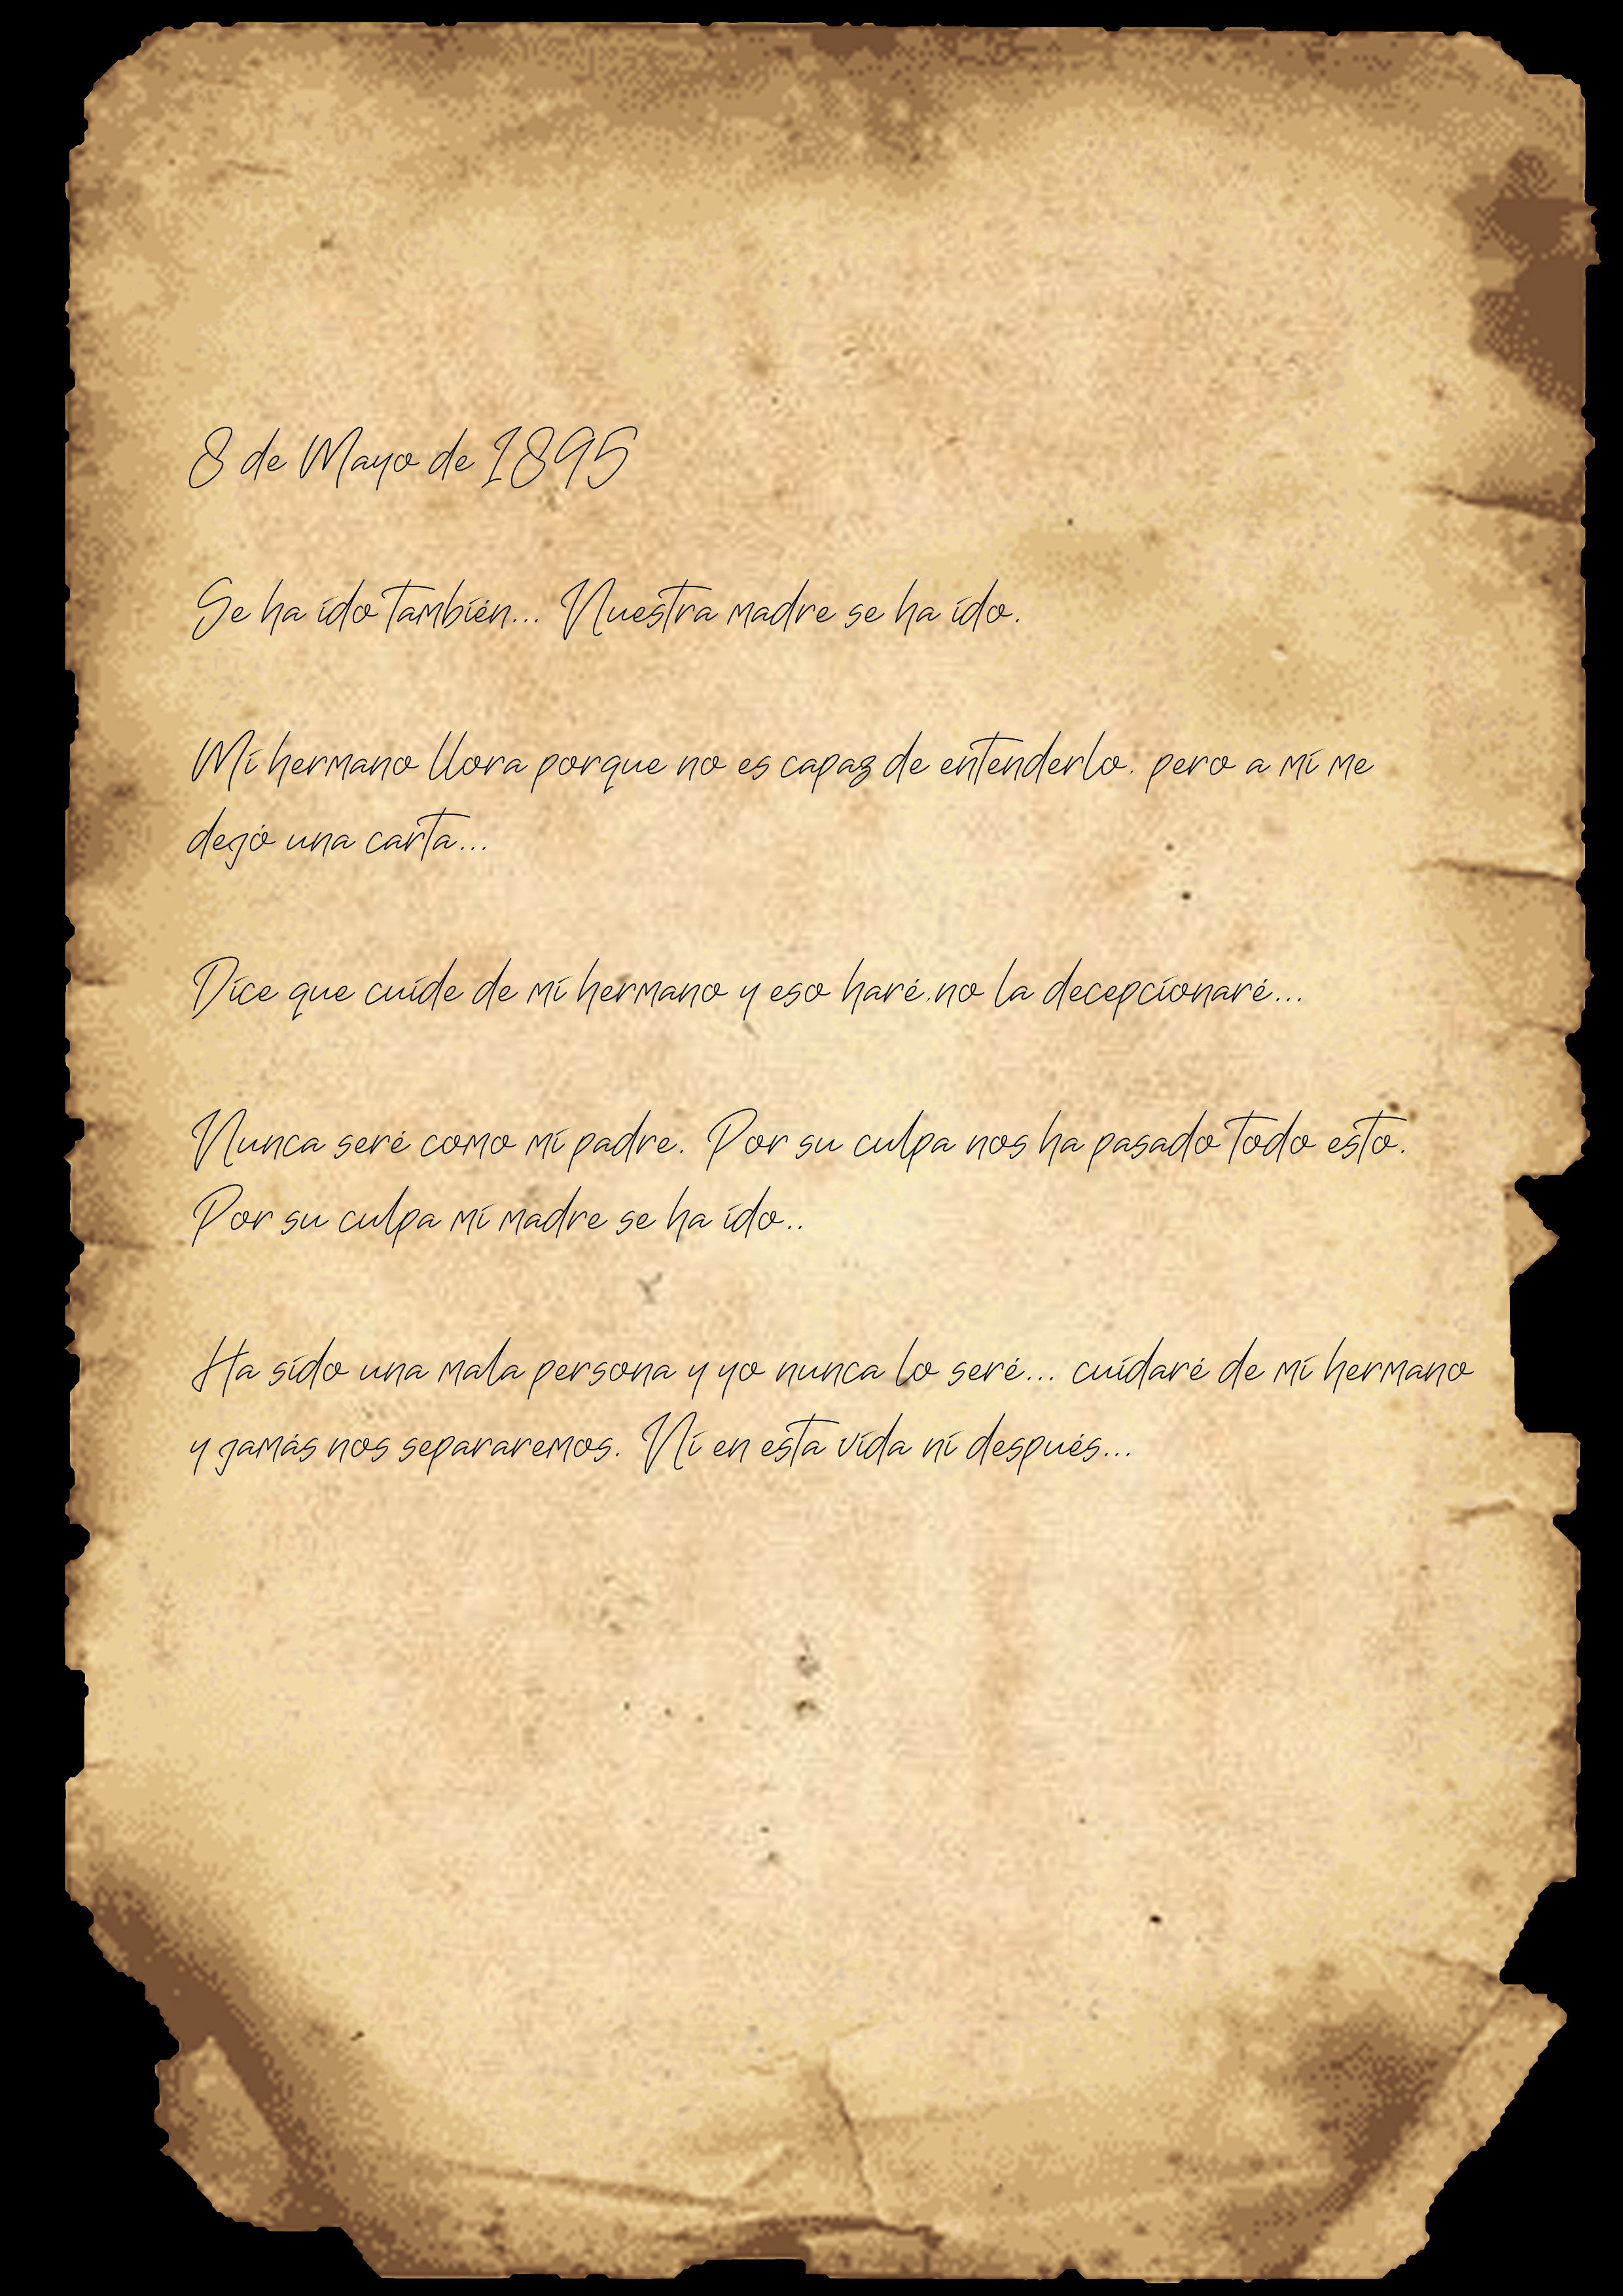 8 de Mayo de 1895
Se ha ido también... Nuestra madre se ha ido.
Mi hermano llora porque no es capaz de entenderlo, pero a mí me
dejó una carta...
Dice que cuide de mi hermano y eso haré,no la decepcionaré...
Nunca seré como mi padre. Por su culpa nos ha pasado todo esto.
Por su culpa mi madre se ha ido..
Ha sido una mala persona y yo nunca lo seré... cuidaré de mi hermano
y jamás nos separaremos. Ni en esta vida ni después...